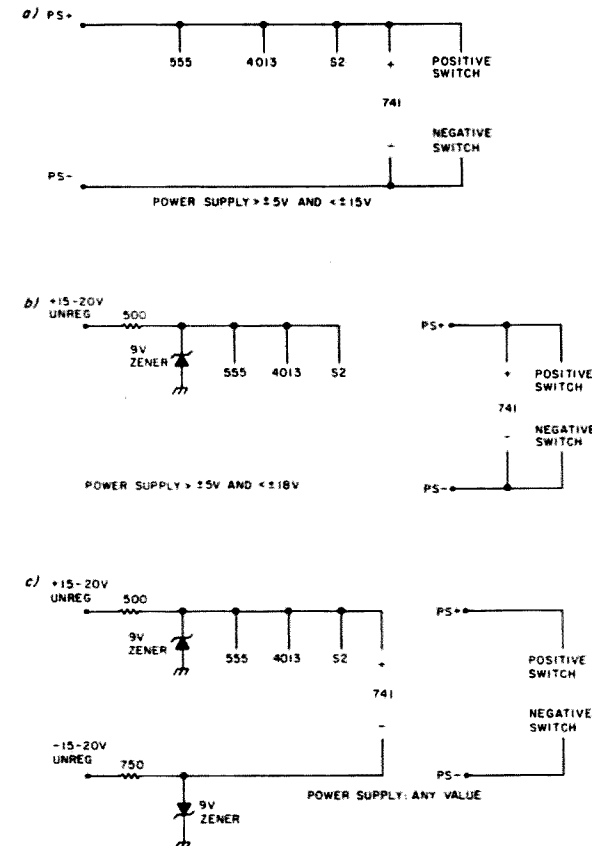 a) PS+
555 4013 S2 + POSITIVE
SWITCH
741
- NEGATIVE
SWITCH
PS-
POWER SUPPLY > ±5V AND < ±15V
b) +15-20V
UNREG 500
PS+
9V
ZENER
555 4013 S2
+ POSITIVE
SWITCH
741
- NEGATIVE
SWITCH
POWER SUPPLY > ±5V AND < ±18V
PS-
c) +15-20V
UNREG 500
PS+
9V
ZENER
555 4013 S2
+ POSITIVE
SWITCH
741
- NEGATIVE
SWITCH
-15-20V
UNREG 750
PS-
POWER SUPPLY: ANY VALUE
9V
ZENER